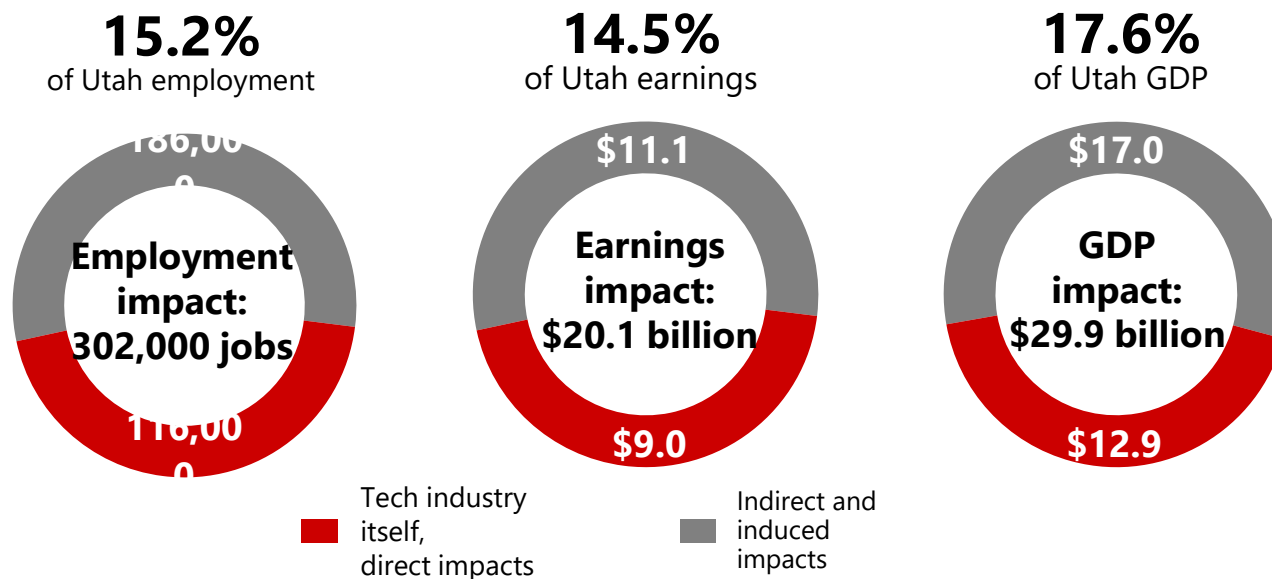 15.2%
of Utah employment
186,00
0
Employment
impact:
302,000 jobs
116,00
0
14.5%
of Utah earnings
$11.1
Earnings
impact:
$20.1 billion
$9.0
17.6%
of Utah GDP
$17.0
GDP
impact:
$29.9 billion
$12.9
Tech industry
itself,
direct impacts
Indirect and
induced
impacts